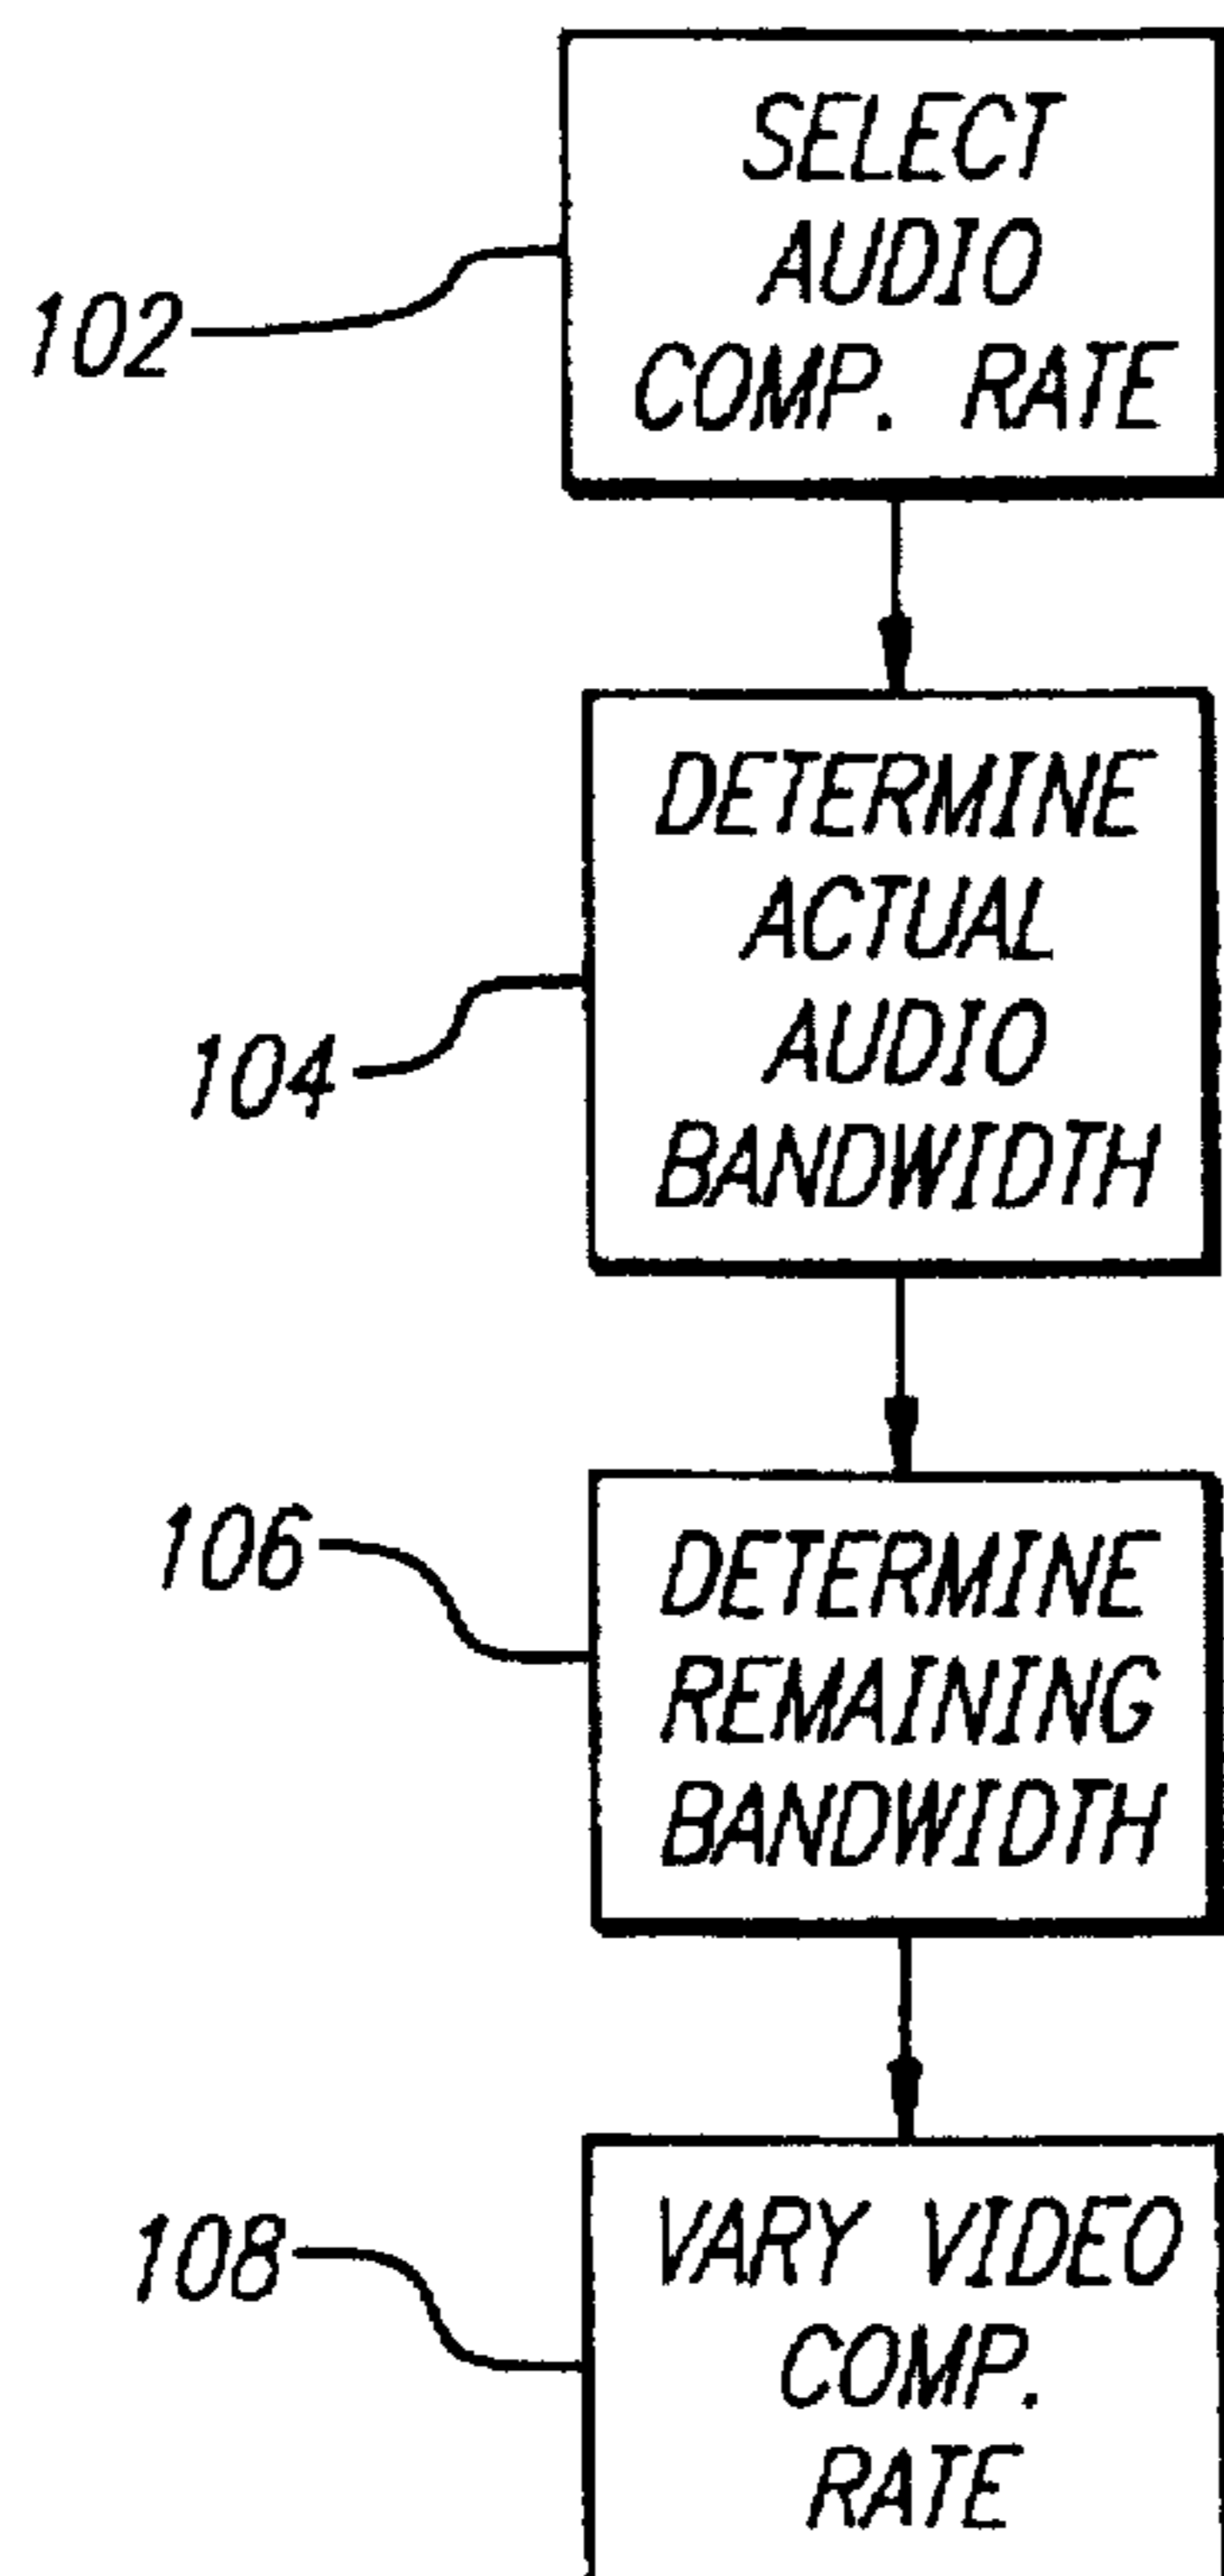 SELECT
AUDIO
COMP. RATE
102
DETERMINE
ACTUAL
AUDIO
BANDWIDTH
104
106
DETERMINE
REMAINING
BANDWIDTH
108
VARY VIDEO
COMP.
RATE